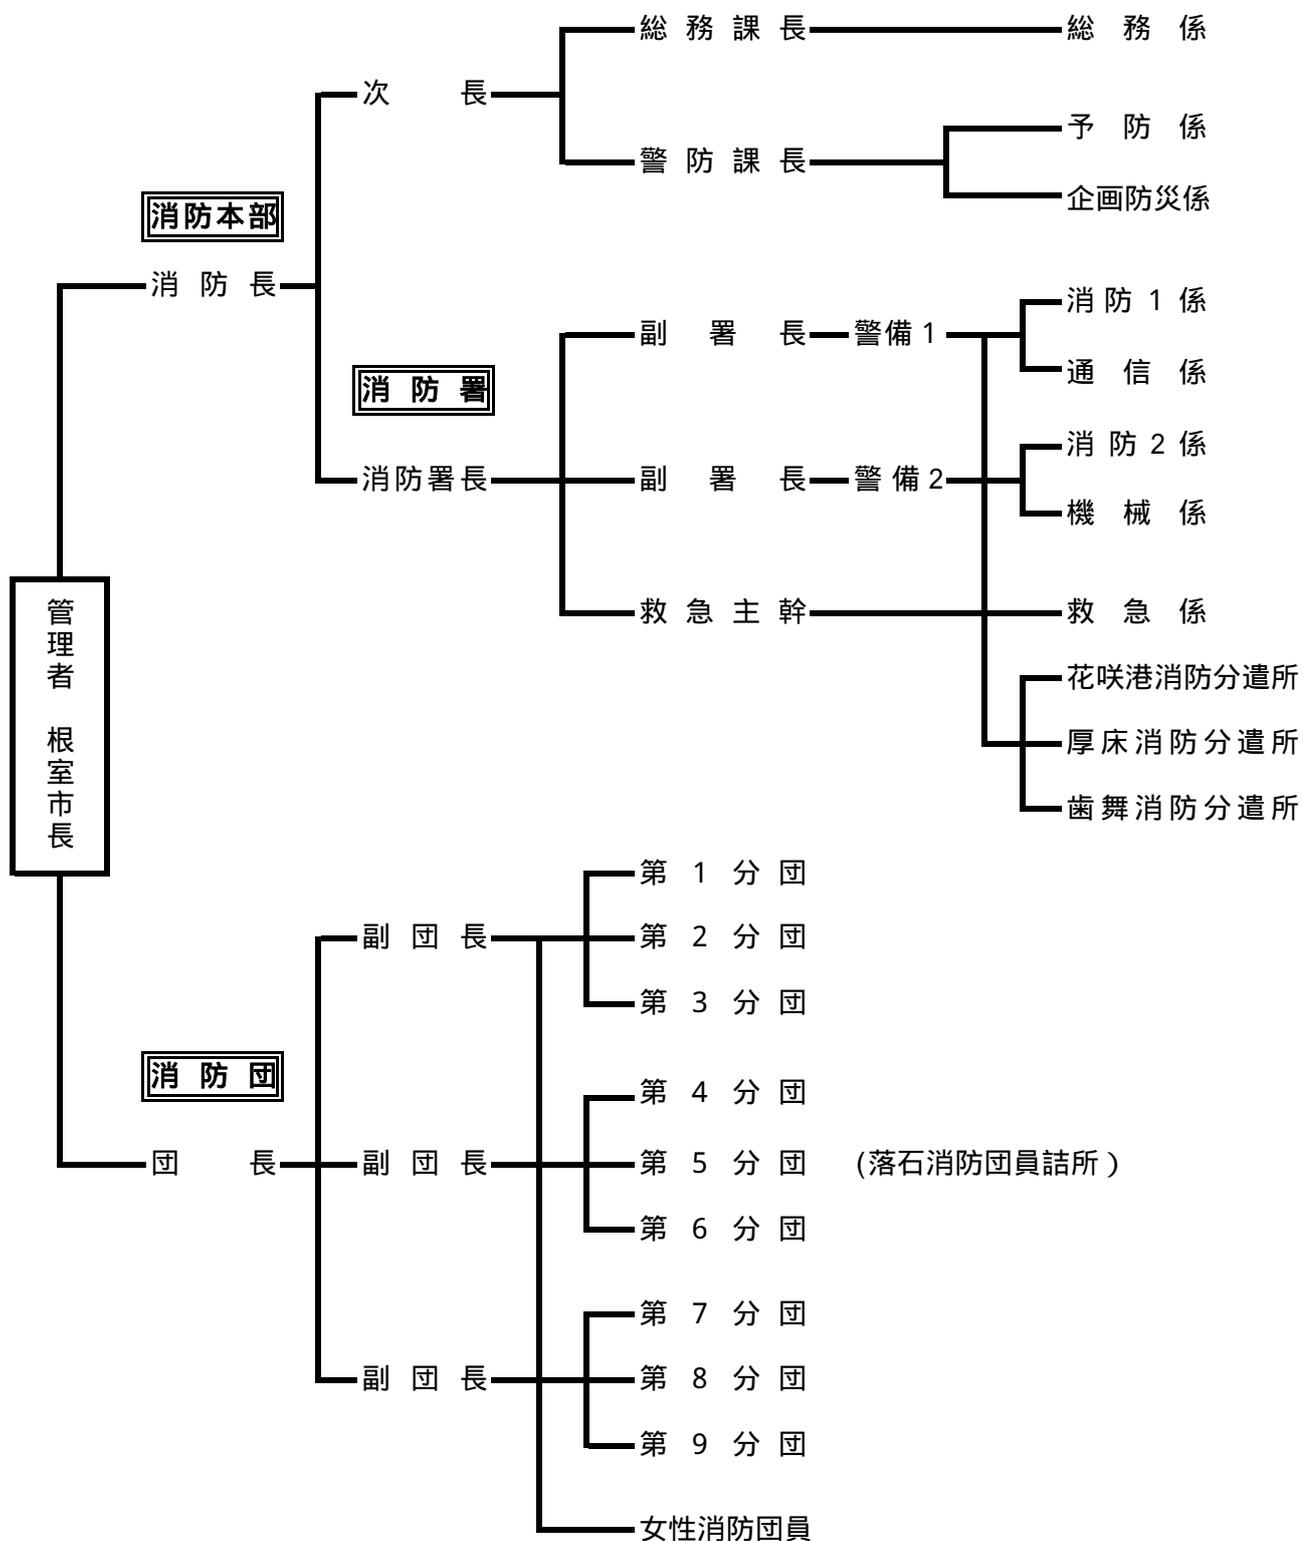 総務課長 総務係
次長
予防係
警防課長
企画防災係
消防本部
消防長
消防1係
副署長 警備1
通信係
消防署
消防2係
消防署長 副署長 警備2
機械係
管理者 根室市長
救急主幹 救急係
花咲港消防分遣所
厚床消防分遣所
歯舞消防分遣所
第1分団
副団長 第2分団
第3分団
消防団
第4分団
団長 副団長 第5分団 (落石消防団員詰所)
第6分団
第7分団
副団長 第8分団
第9分団
女性消防団員